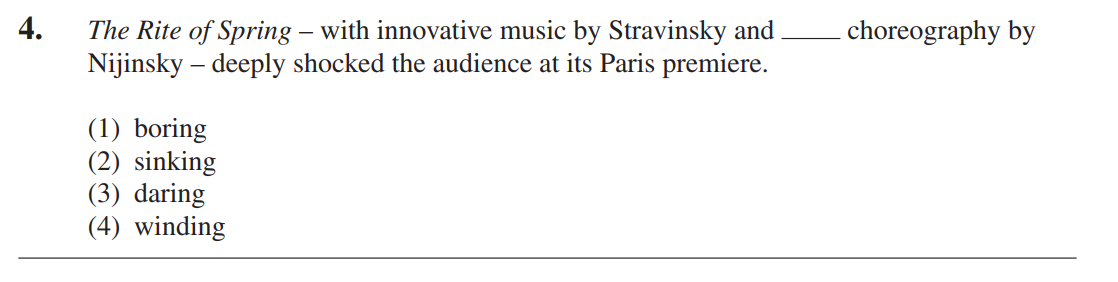 4. The Rite of Spring – with innovative music by Stravinsky and ____ choreography by
Nijinsky – deeply shocked the audience at its Paris premiere.
(1) boring
(2) sinking
(3) daring
(4) winding